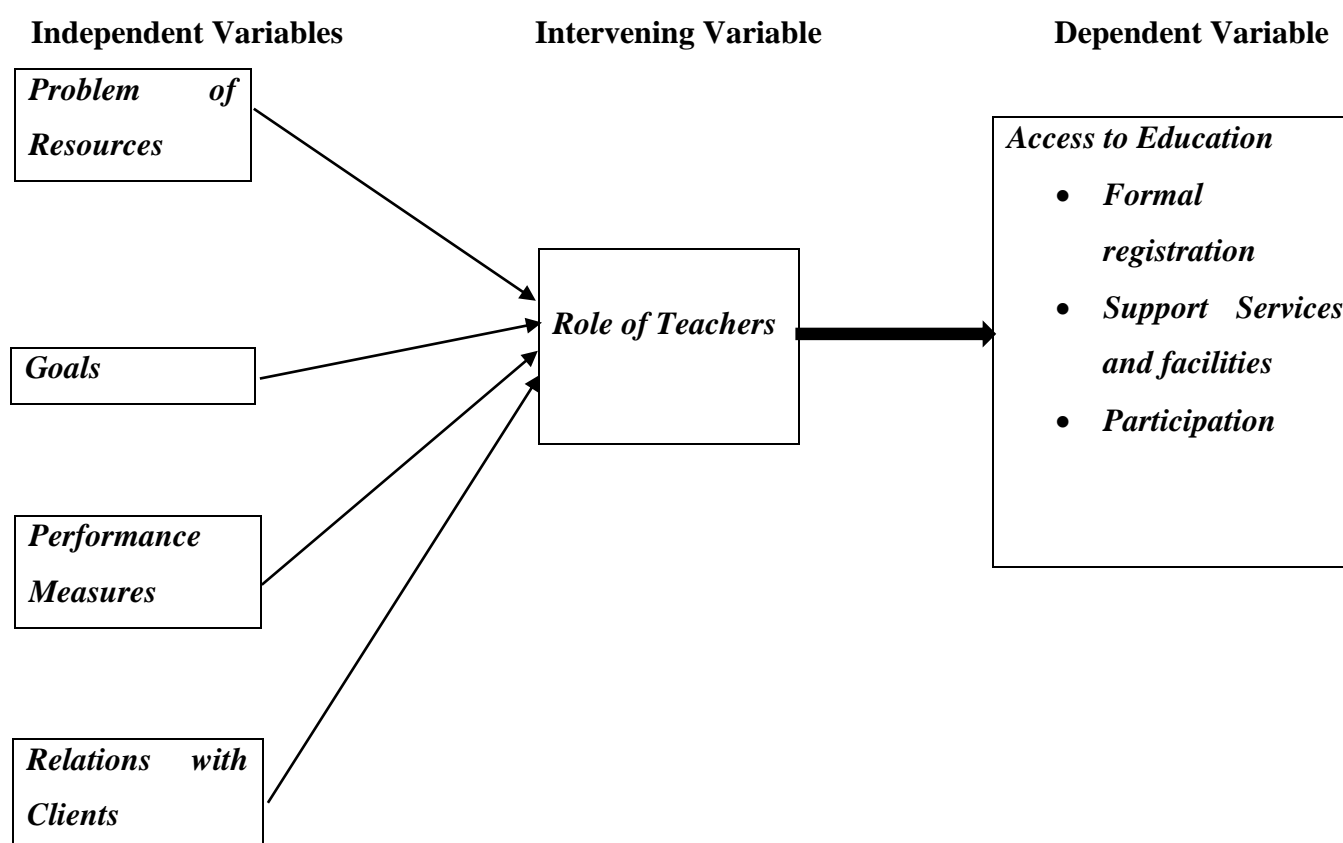 Independent Variables
Intervening Variable
Dependent Variable
Problem of
Resources
Goals
Performance
Measures
Relations with
Clients
Role of Teachers
Access to Education
• Formal
registration
• Support Services
and facilities
• Participation